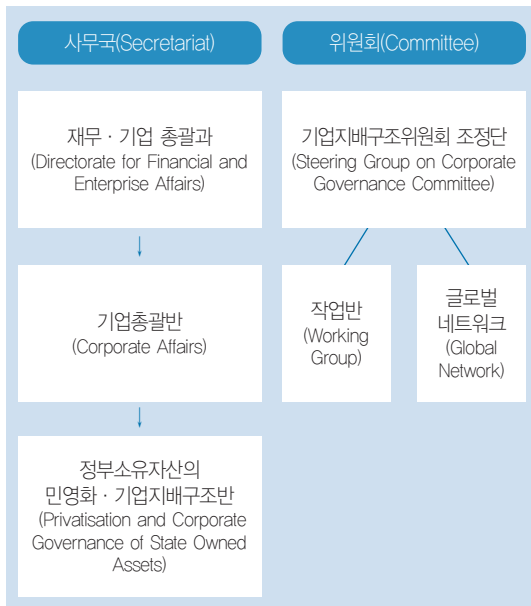 사무국(Secretariat)
재무 · 기업 총괄과
(Directorate for Financial and
Enterprise Affairs)
기업총괄반
(Corporate Affairs)
정부소유자산의
민영화 · 기업지배구조반
(Privatisation and Corporate
Governance of State Owned
Assets)
위원회(Committee)
기업지배구조위원회 조정단
(Steering Group on Corporate
Governance Committee)
작업반
(Working
Group)
글로벌
네트워크
(Global
Network)